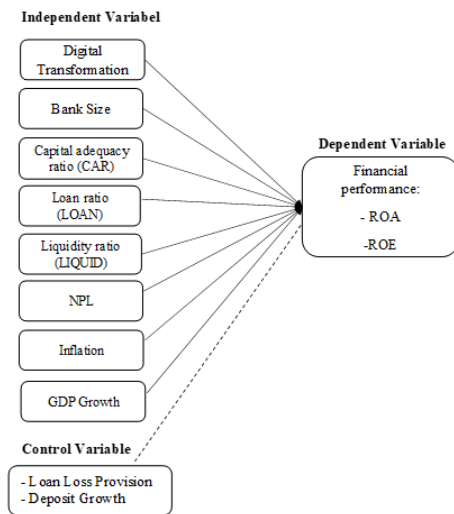 Independent Variabel
Digital
Transformation
Bank Size
Capital adequacy
ratio (CAR)
Loan ratio
(LOAN)
Liquidity ratio
(LIQUID)
NPL
Inflation
GDP Growth
Control Variable
- Loan Loss Provision
- Deposit Growth
Dependent Variable
Financial
performance:
- ROA
-ROE